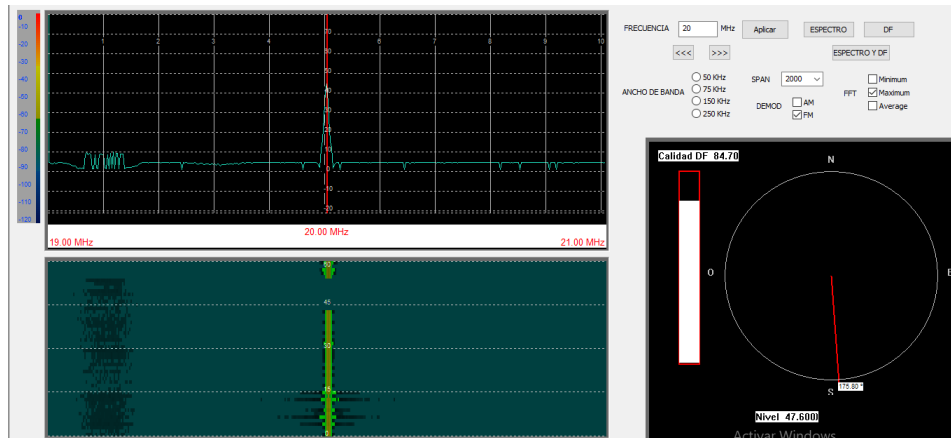 0
-10
-20
-30
-40
-50
-60
-70
-80
-90
-100
-110
-120
1 2 3 4 6 7 8 9 10
70
60
50
40
30
20
10
0
-10
-20
20.00 MHz
19.00 MHz 21.00 MHz
60
45
15
FRECUENCIA 20 MHz Aplicar ESPECTRO DF
<<< >>> ESPECTRO Y DF
ANCHO DE BANDA
50 KHz
75 KHz
150 KHz
250 KHz
SPAN 2000
DEMOD
AM
FM
FFT
Minimum
Maximum
Average
Calidad DF 84.70
N
O E
S
175.80 °
Nivel 47.600
Activar Windows